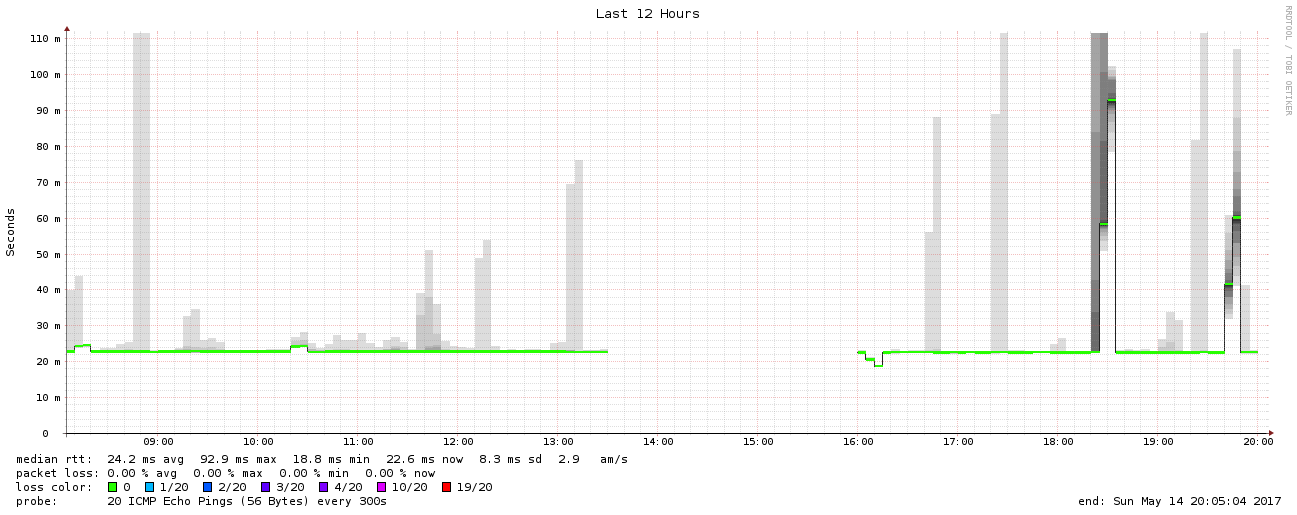 Last 12 Hours
RRDTOOL / TOBI OETIKER
Seconds
110 m
100 m
90 m
80 m
70 m
60 m
50 m
40 m
30 m
20 m
10 m
0
09:00 10:00 11:00 12:00 13:00 14:00 15:00 16:00 17:00 18:00 19:00 20:00
median rtt: 24.2 ms avg 92.9 ms max 18.8 ms min 22.6 ms now 8.3 ms sd 2.9 am/s
packet loss: 0.00 % avg 0.00 % max 0.00 % min 0.00 % now
loss color: 0 1/20 2/20 3/20 4/20 10/20 19/20
probe: 20 ICMP Echo Pings (56 Bytes) every 300s end: Sun May 14 20:05:04 2017